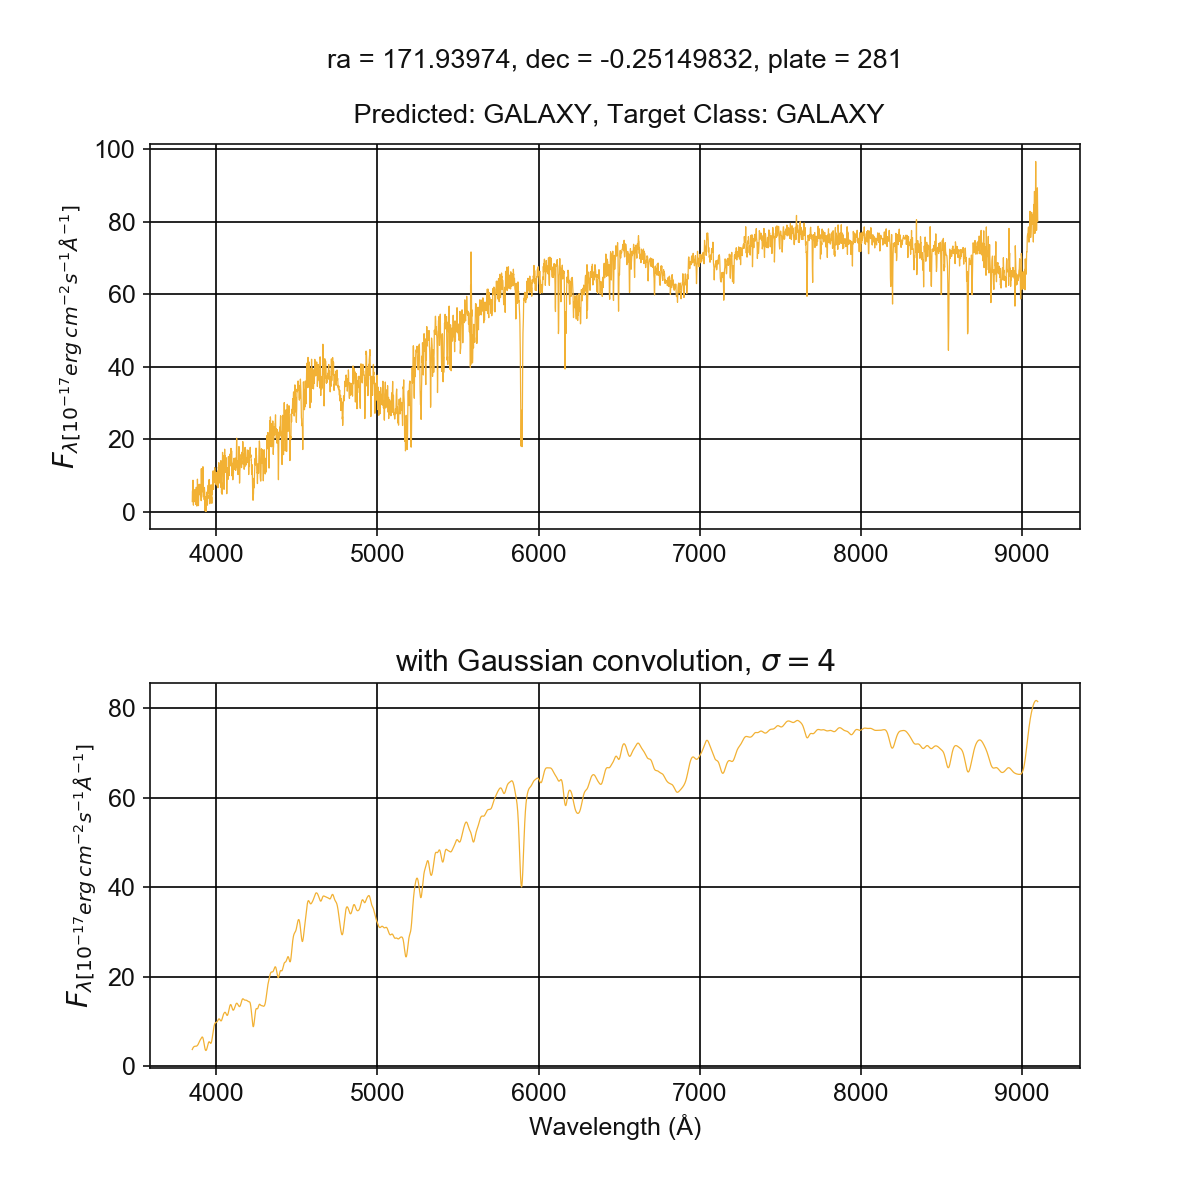 ra = 171.93974, dec = -0.25149832, plate = 281
Predicted: GALAXY, Target Class: GALAXY
F_λ[10^−17 erg cm^−2 s^−1 Å^−1]
100
80
60
40
20
0
4000 5000 6000 7000 8000 9000
with Gaussian convolution, σ = 4
F_λ[10^−17 erg cm^−2 s^−1 Å^−1]
80
60
40
20
0
4000 5000 6000 7000 8000 9000
Wavelength (Å)